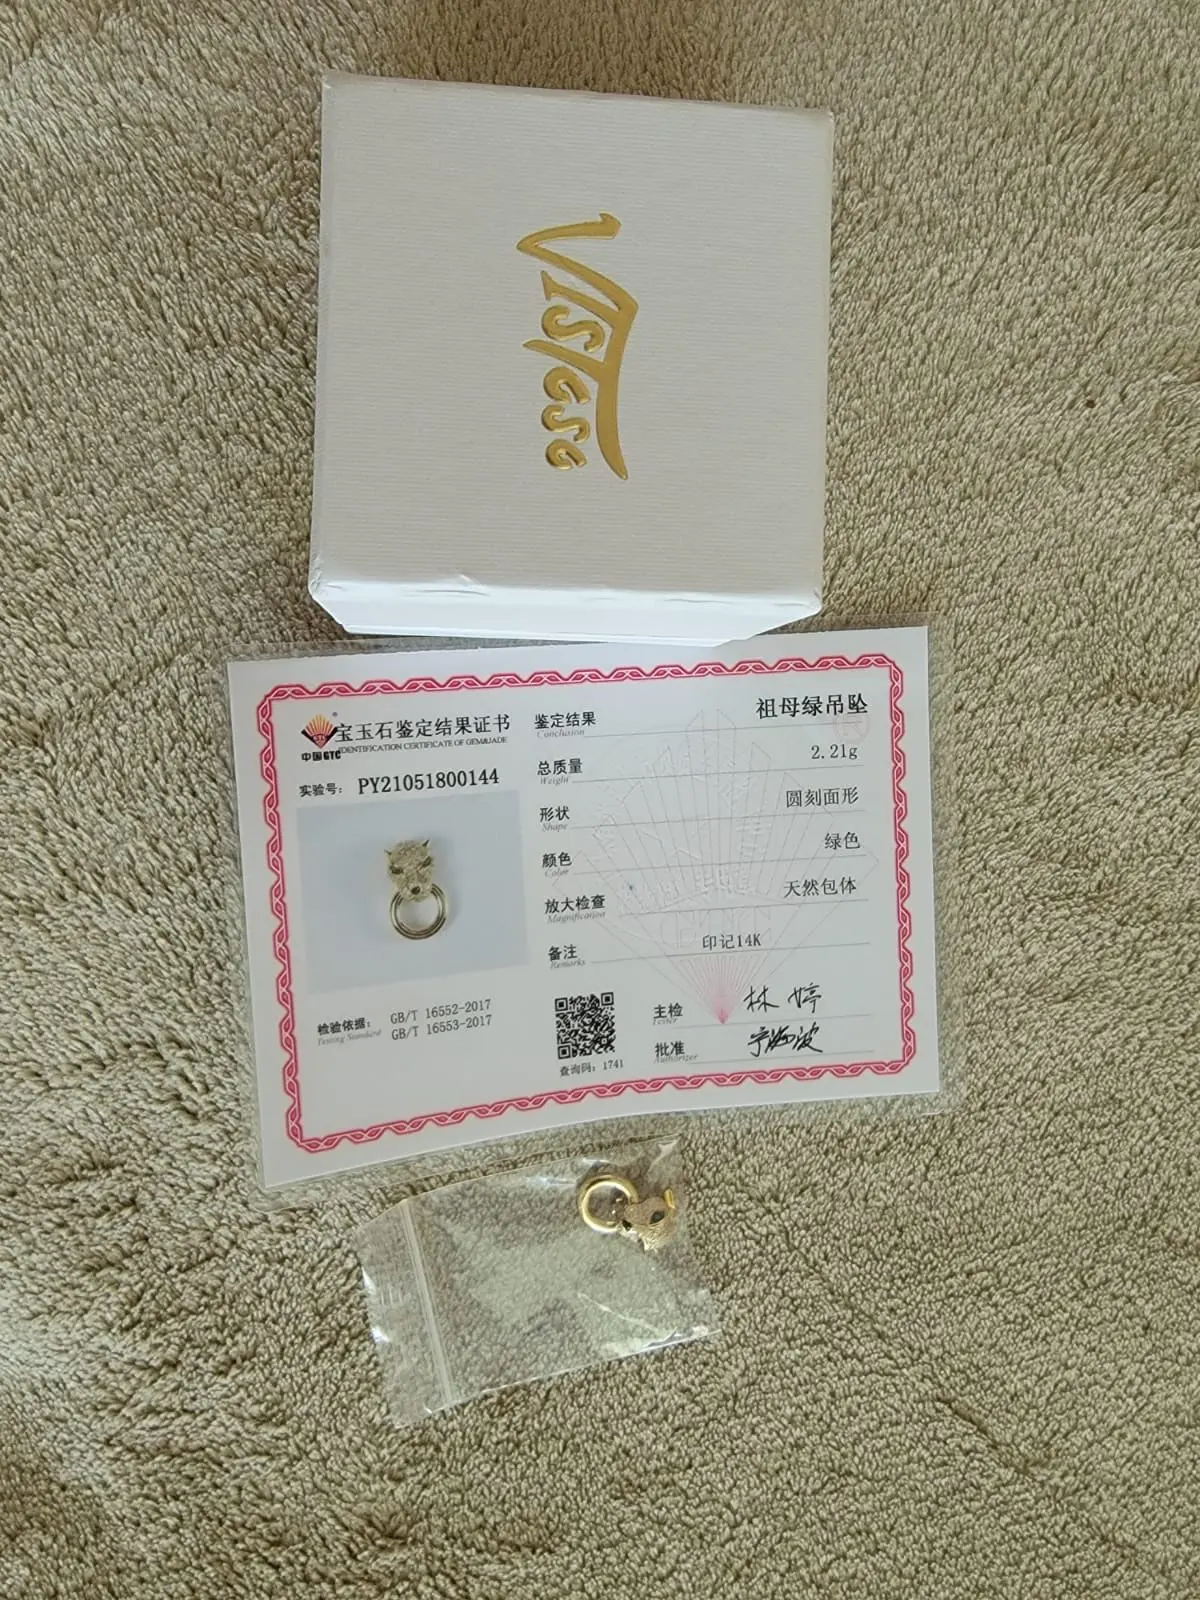 VISTASO
宝玉石鉴定结果证书
IDENTIFICATION CERTIFICATE OF GEM&JADE
中国GTC
实验号: PY21051800144
鉴定结果 祖母绿吊坠
Conclusion
总质量 2.21g
Weight
形状 圆刻面形
Shape
颜色 绿色
Color
放大检查 天然包体
Magnification
备注 印记14K
Remarks
检验依据: GB/T 16552-2017
Testing Standard GB/T 16553-2017
查询码: 1741
主检 林婷
Tester
批准 宁海波
Authorizer